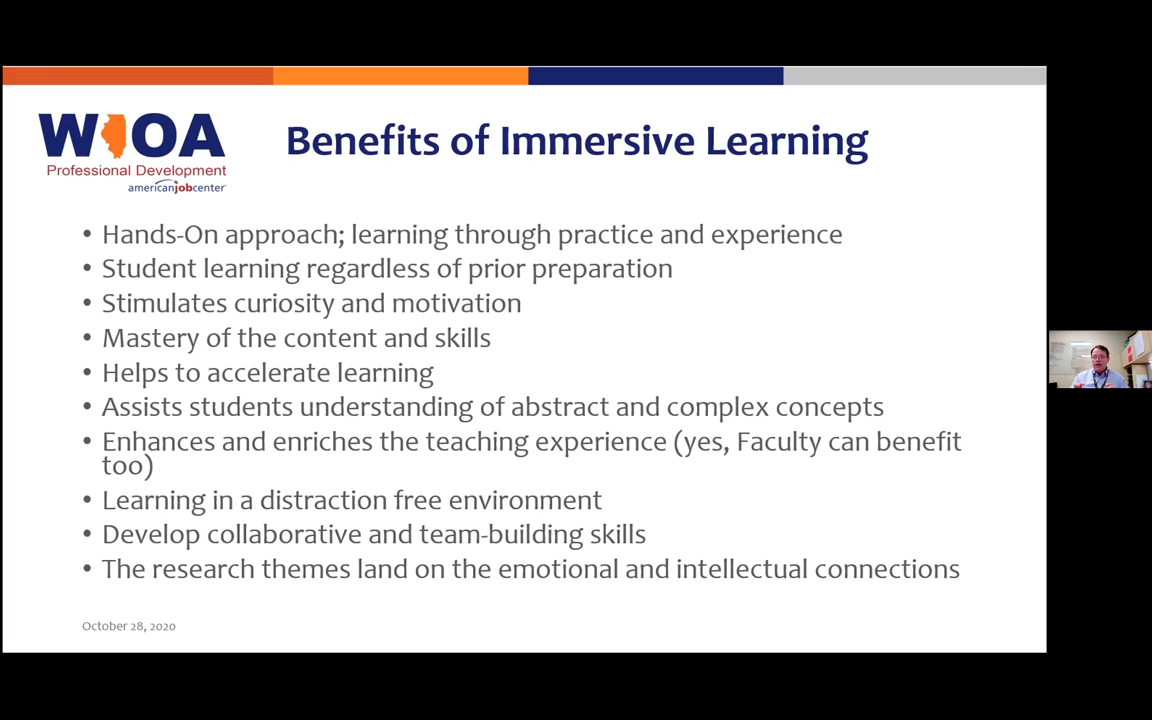 WIOA
Professional Development
americanjobcenter
Benefits of Immersive Learning
• Hands-On approach; learning through practice and experience
• Student learning regardless of prior preparation
• Stimulates curiosity and motivation
• Mastery of the content and skills
• Helps to accelerate learning
• Assists students understanding of abstract and complex concepts
• Enhances and enriches the teaching experience (yes, Faculty can benefit
too)
• Learning in a distraction free environment
• Develop collaborative and team-building skills
• The research themes land on the emotional and intellectual connections
October 28, 2020